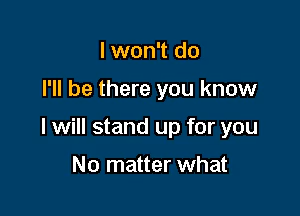 I won't do
I'll be there you know
I will stand up for you
No matter what